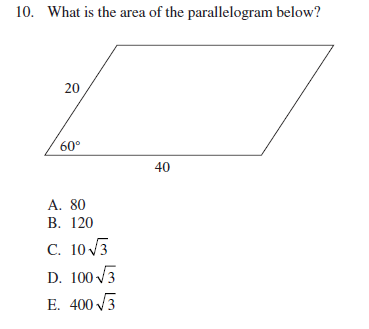 10. What is the area of the parallelogram below?
20
60°
40
A. 80
B. 120
C. 10√3
D. 100√3
E. 400√3